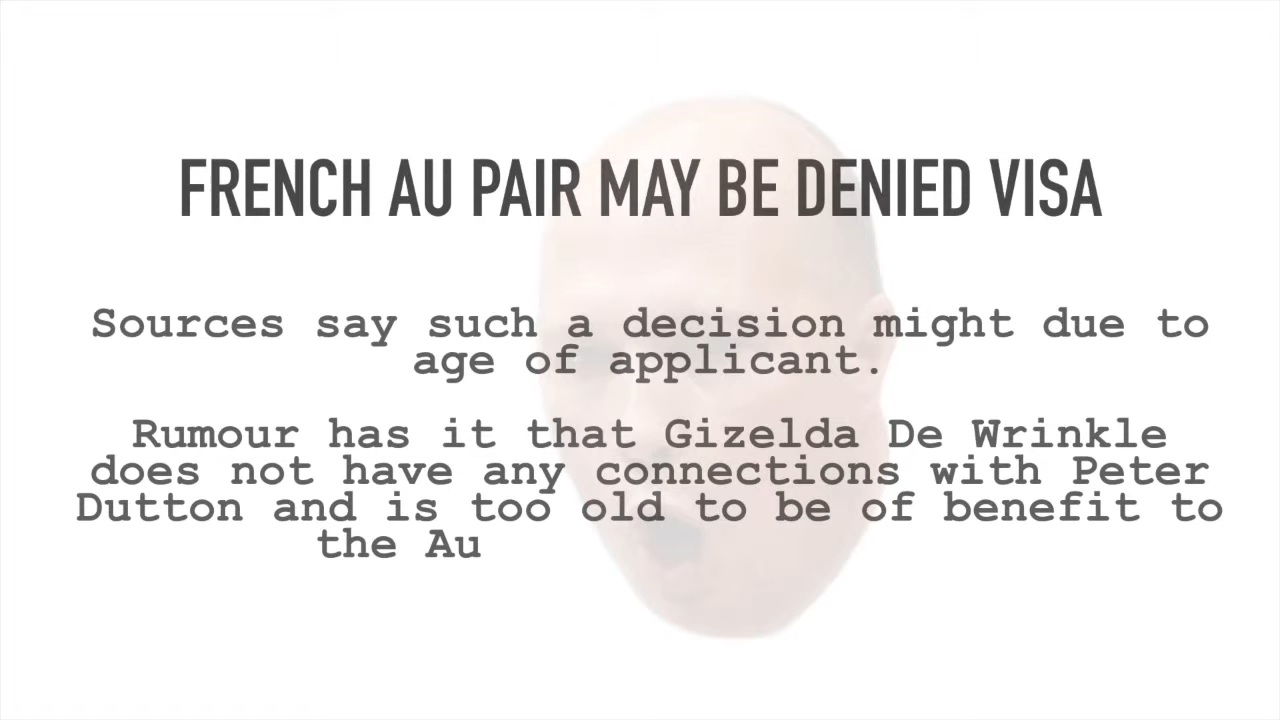 FRENCH AU PAIR MAY BE DENIED VISA
Sources say such a decision might due to
age of applicant.
Rumour has it that Gizelda De Wrinkle
does not have any connections with Peter
Dutton and is too old to be of benefit to
the Au